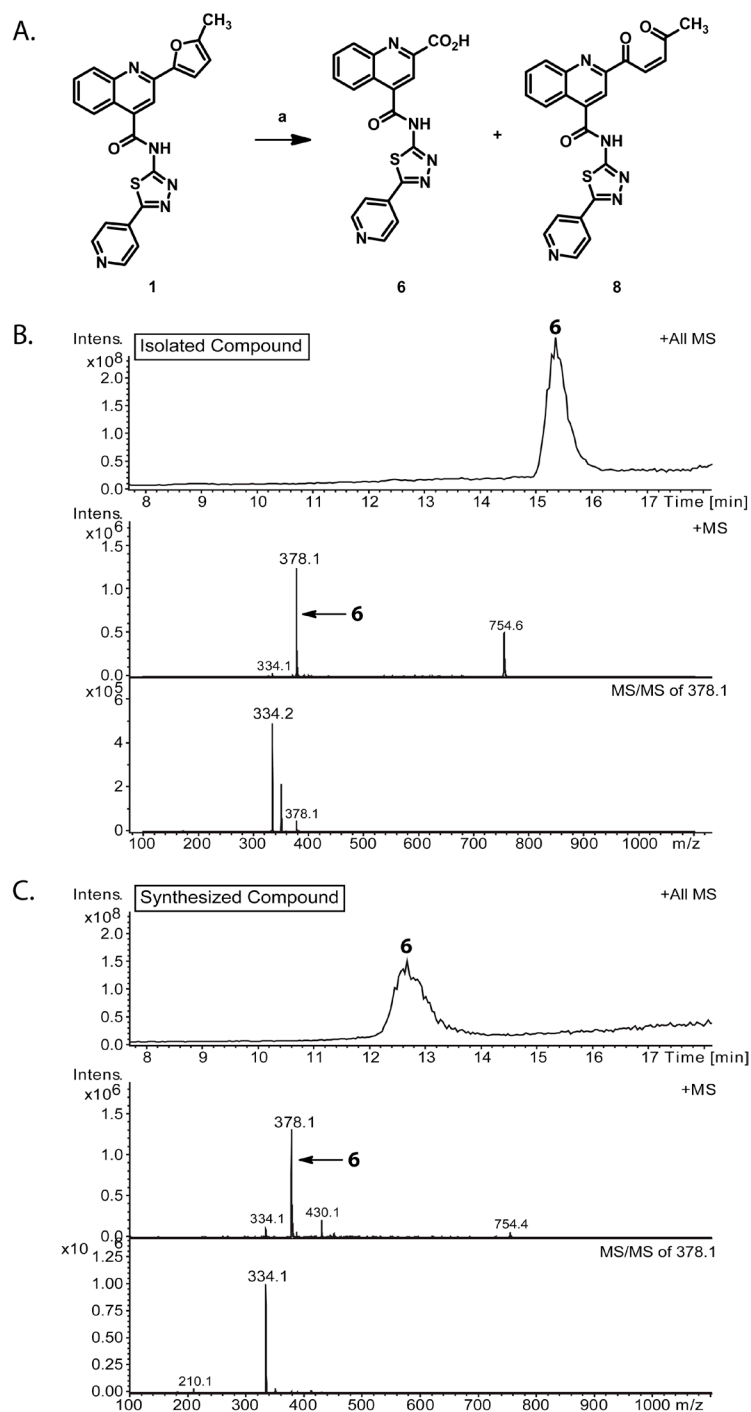 A.
CH3
O
N
O
NH
S
N
N
N
1
a
N
CO2H
O
NH
S
N
N
N
6
+
O
CH3
O
N
O
NH
S
N
N
N
8
B.
Intens.
x10^8
Isolated Compound
6
+All MS
2.0
1.5
1.0
0.5
0.0
8 9 10 11 12 13 14 15 16 17 Time [min]
Intens.
x10^6
+MS
1.5
378.1
1.0
6
0.5
754.6
334.1
0.0
x10^5
MS/MS of 378.1
6
334.2
4
2
378.1
0
100 200 300 400 500 600 700 800 900 1000 m/z
C.
Intens.
x10^8
Synthesized Compound
+All MS
6
2.0
1.5
1.0
0.5
0.0
8 9 10 11 12 13 14 15 16 17 Time [min]
Intens.
x10^6
+MS
1.5
378.1
1.0
6
0.5
430.1
334.1
754.4
0.0
x10^6
MS/MS of 378.1
1.25
334.1
1.00
0.75
0.50
0.25
210.1
0.00
100 200 300 400 500 600 700 800 900 1000 m/z